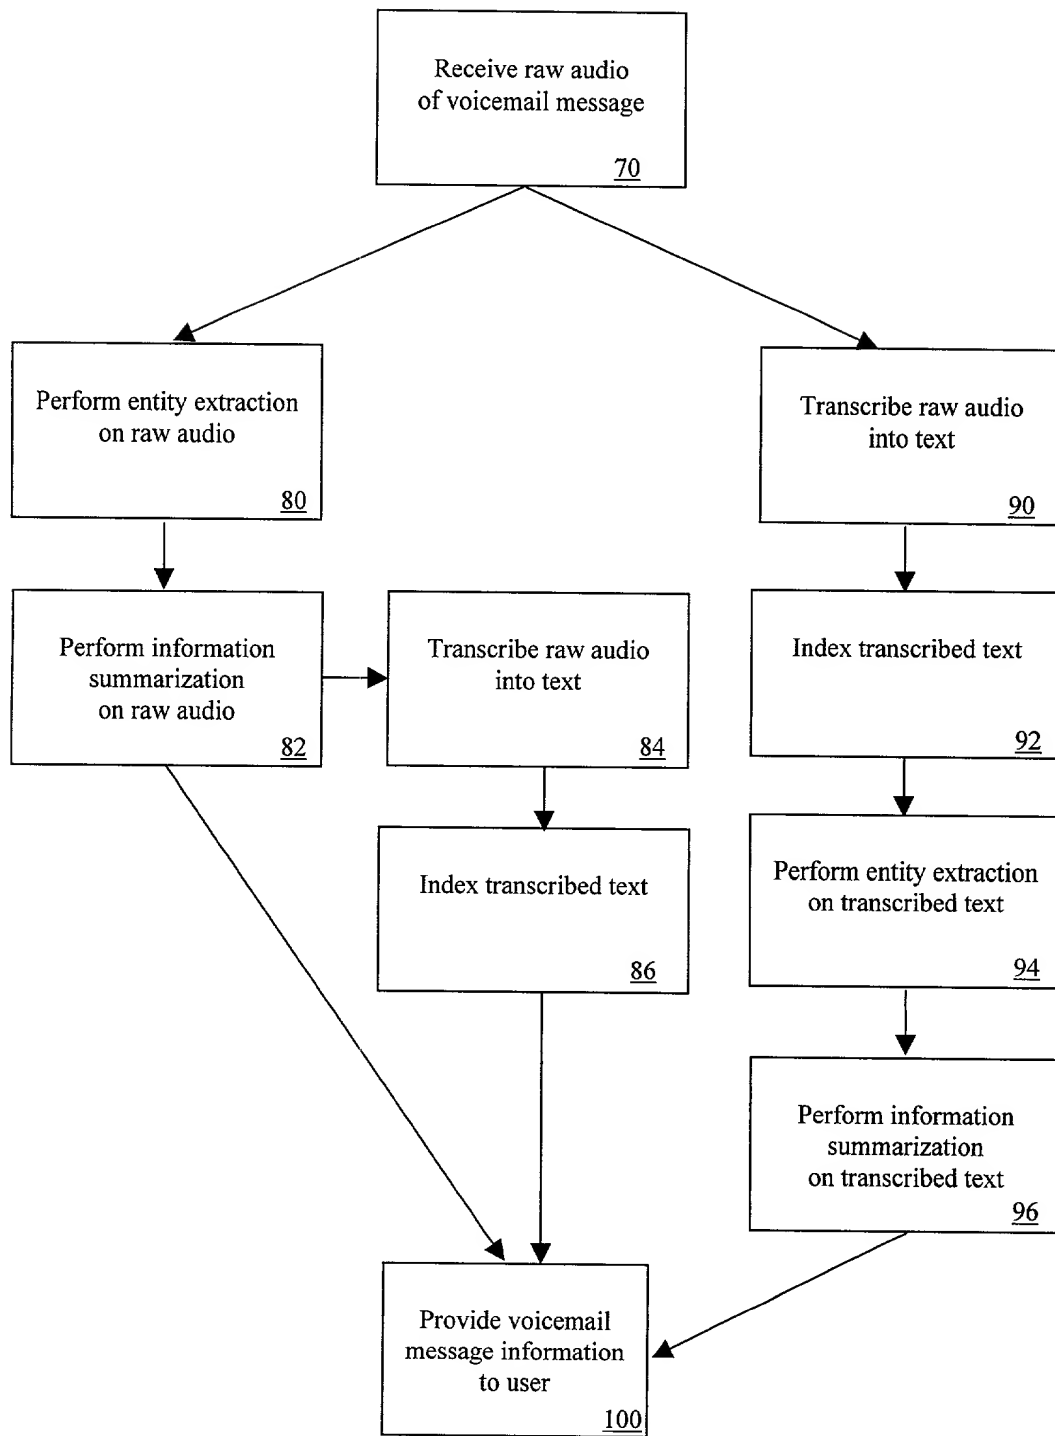 Receive raw audio
of voicemail message
70
Perform entity extraction
on raw audio
80
Transcribe raw audio
into text
90
Perform information
summarization
on raw audio
82
Transcribe raw audio
into text
84
Index transcribed text
92
Index transcribed text
86
Perform entity extraction
on transcribed text
94
Perform information
summarization
on transcribed text
96
Provide voicemail
message information
to user
100